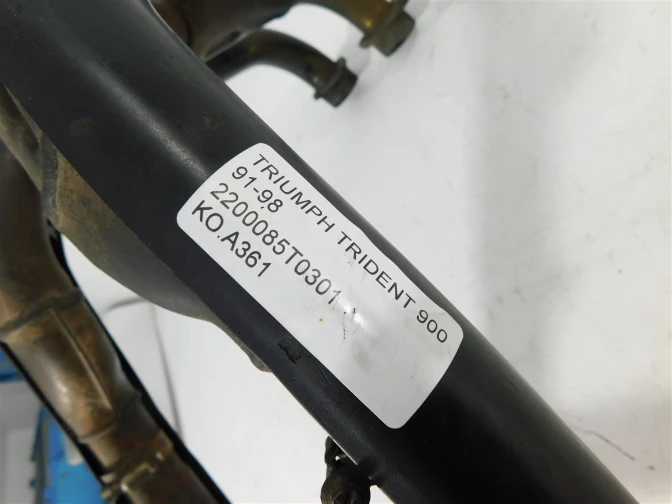 TRIUMPH TRIDENT 900
91-98
2200085T0301
KO.A361